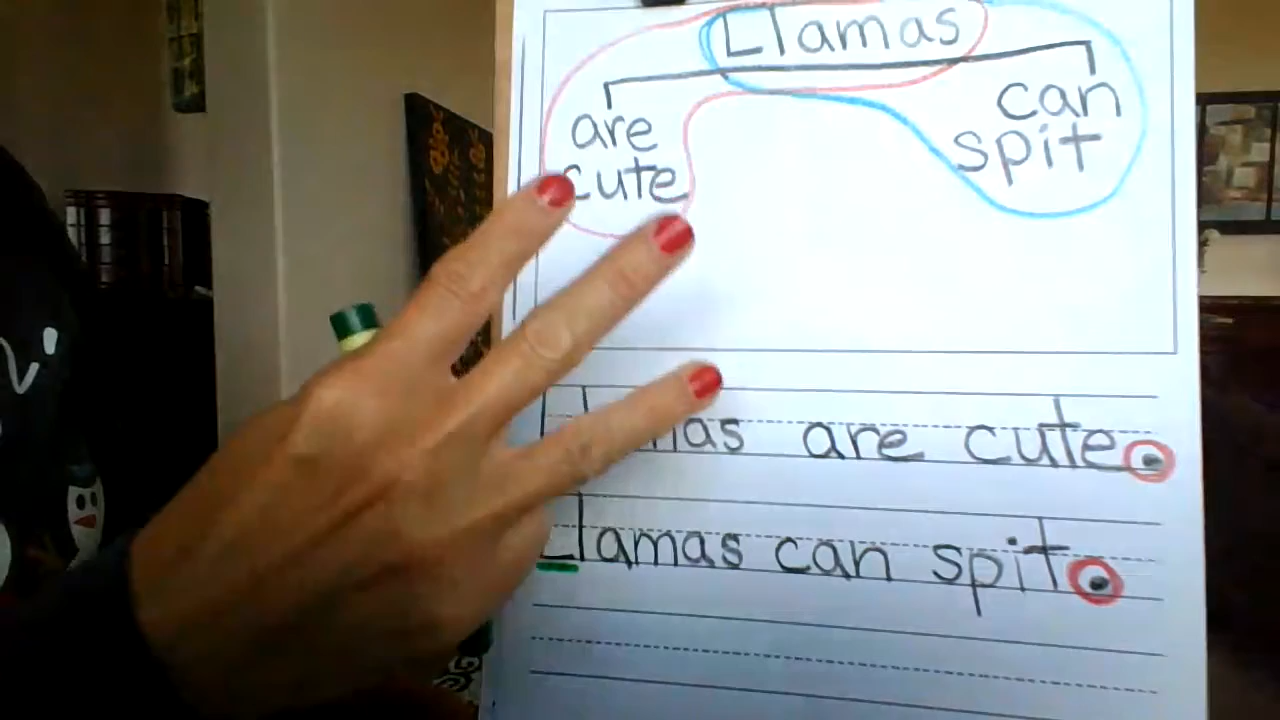 Llamas
are
cute
can
spit
are cute.
Llamas can spit.